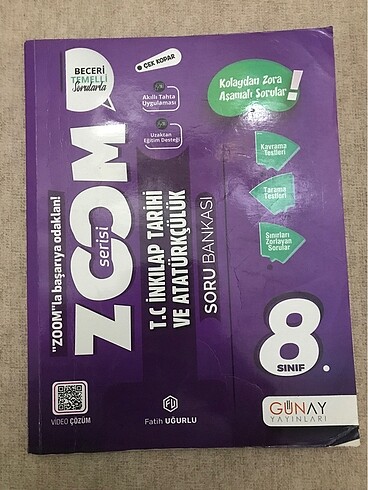 BECERİ
TEMELLİ
Sorularla
ÇEK KOPAR
Akıllı Tahta
Uygulaması
Uzaktan
Eğitim Desteği
Kolaydan Zora
Aşamalı Sorular!
Kavrama
Testleri
Tarama
Testleri
Sınırları
Zorlayan
Sorular
"ZOOM"la başarıya odaklan!
ZOOM
serisi
T.C İNKILAP TARİHİ
VE ATATÜRKÇÜLÜK
SORU BANKASI
8.
SINIF
VİDEO ÇÖZÜM
FU
Fatih UĞURLU
GÜNAY
YAYINLARI